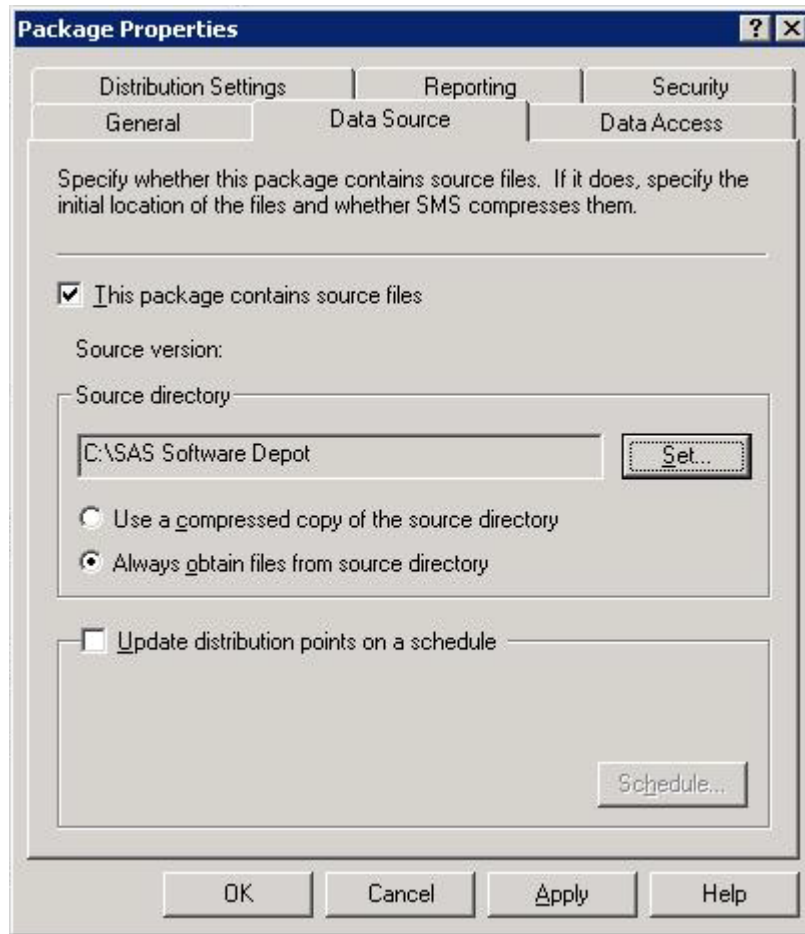 Package Properties
Distribution Settings Reporting Security
General Data Source Data Access
Specify whether this package contains source files. If it does, specify the
initial location of the files and whether SMS compresses them.
This package contains source files
Source version:
Source directory
C:\SAS Software Depot Set...
Use a compressed copy of the source directory
Always obtain files from source directory
Update distribution points on a schedule
Schedule...
OK Cancel Apply Help